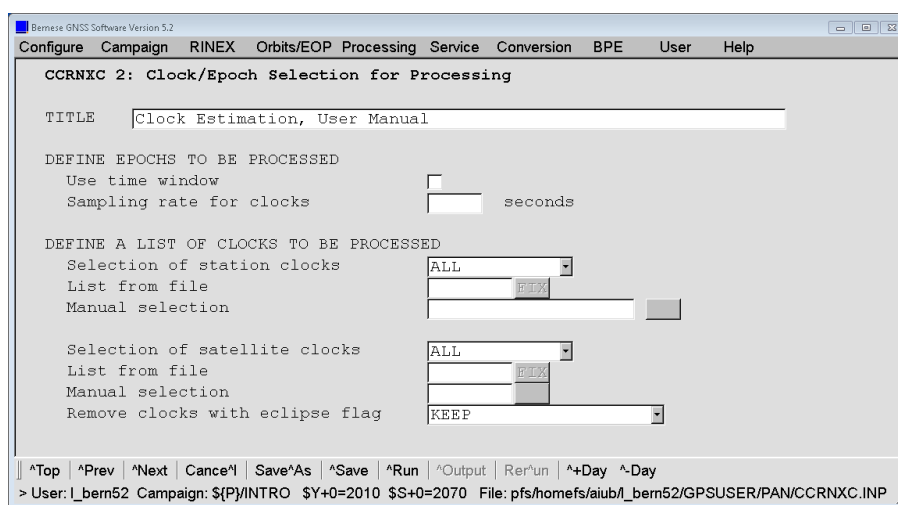 Bernese GNSS Software Version 5.2
Configure Campaign RINEX Orbits/EOP Processing Service Conversion BPE User Help
CCRNXC 2: Clock/Epoch Selection for Processing
TITLE Clock Estimation, User Manual
DEFINE EPOCHS TO BE PROCESSED
Use time window
Sampling rate for clocks seconds
DEFINE A LIST OF CLOCKS TO BE PROCESSED
Selection of station clocks ALL
List from file FIX
Manual selection
Selection of satellite clocks ALL
List from file FIX
Manual selection
Remove clocks with eclipse flag KEEP
^Top ^Prev ^Next Cance^l Save^As ^Save ^Run ^Output Rer^un ^+Day ^-Day
> User: l_bern52 Campaign: ${P}/INTRO $Y+0=2010 $S+0=2070 File: pfs/homefs/aiub/l_bern52/GPSUSER/PAN/CCRNXC.INP